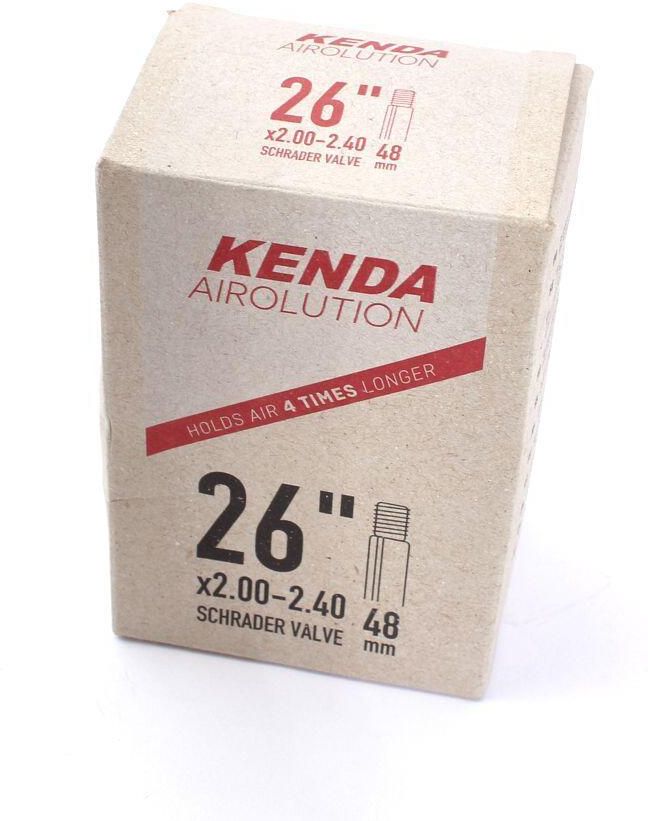 KENDA
AIROLUTION
26"
x2.00-2.40
SCHRADER VALVE
48
mm
KENDA
AIROLUTION
HOLDS AIR 4 TIMES LONGER
26"
x2.00-2.40
SCHRADER VALVE
48
mm